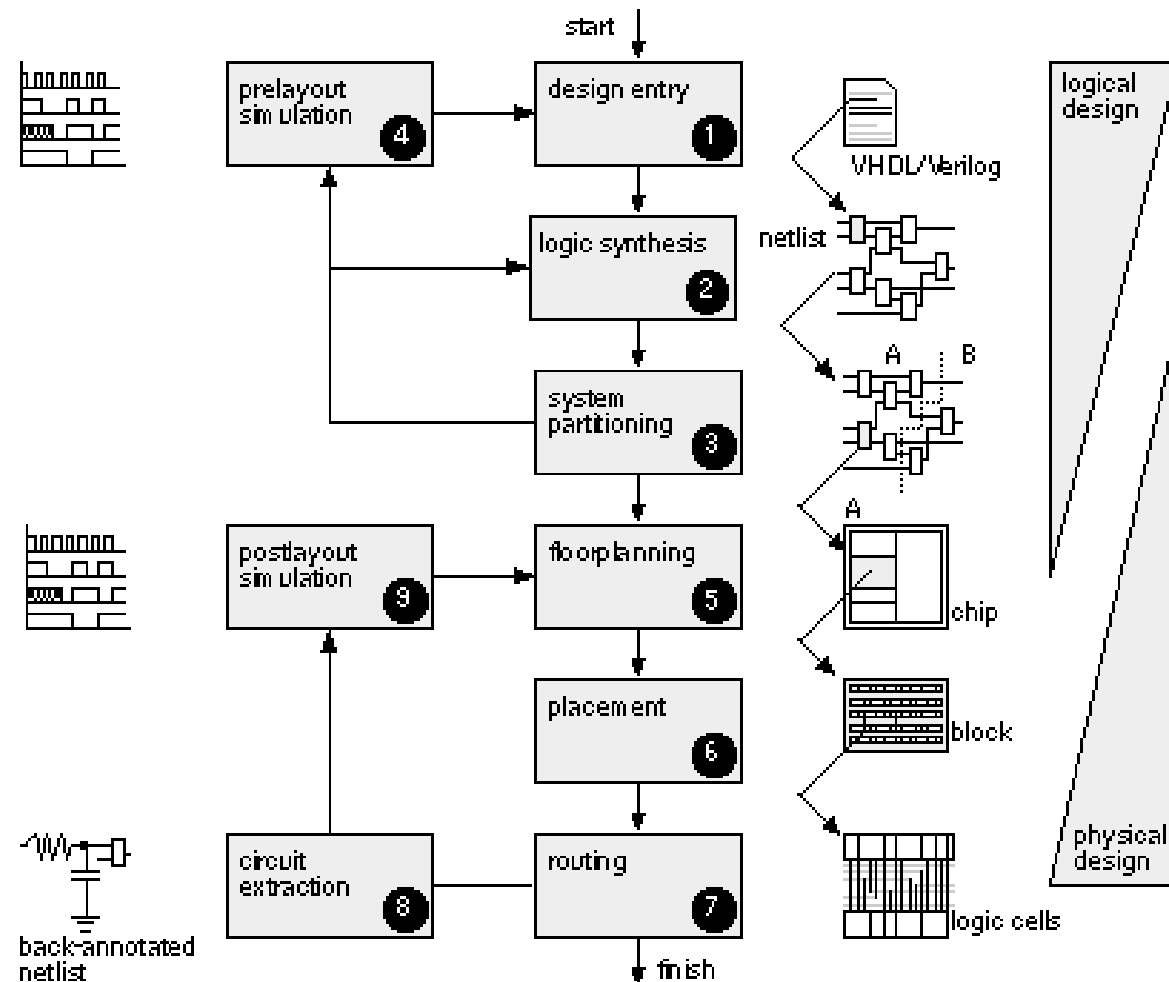 start
prelayout
simulation
4
design entry
1
VHDL/Verilog
logical
design
logic synthesis
2
netlist
system
partitioning
3
A
B
A
postlayout
simulation
9
floorplanning
5
chip
placement
6
block
circuit
extraction
8
routing
7
logic cells
physical
design
back-annotated
netlist
finish